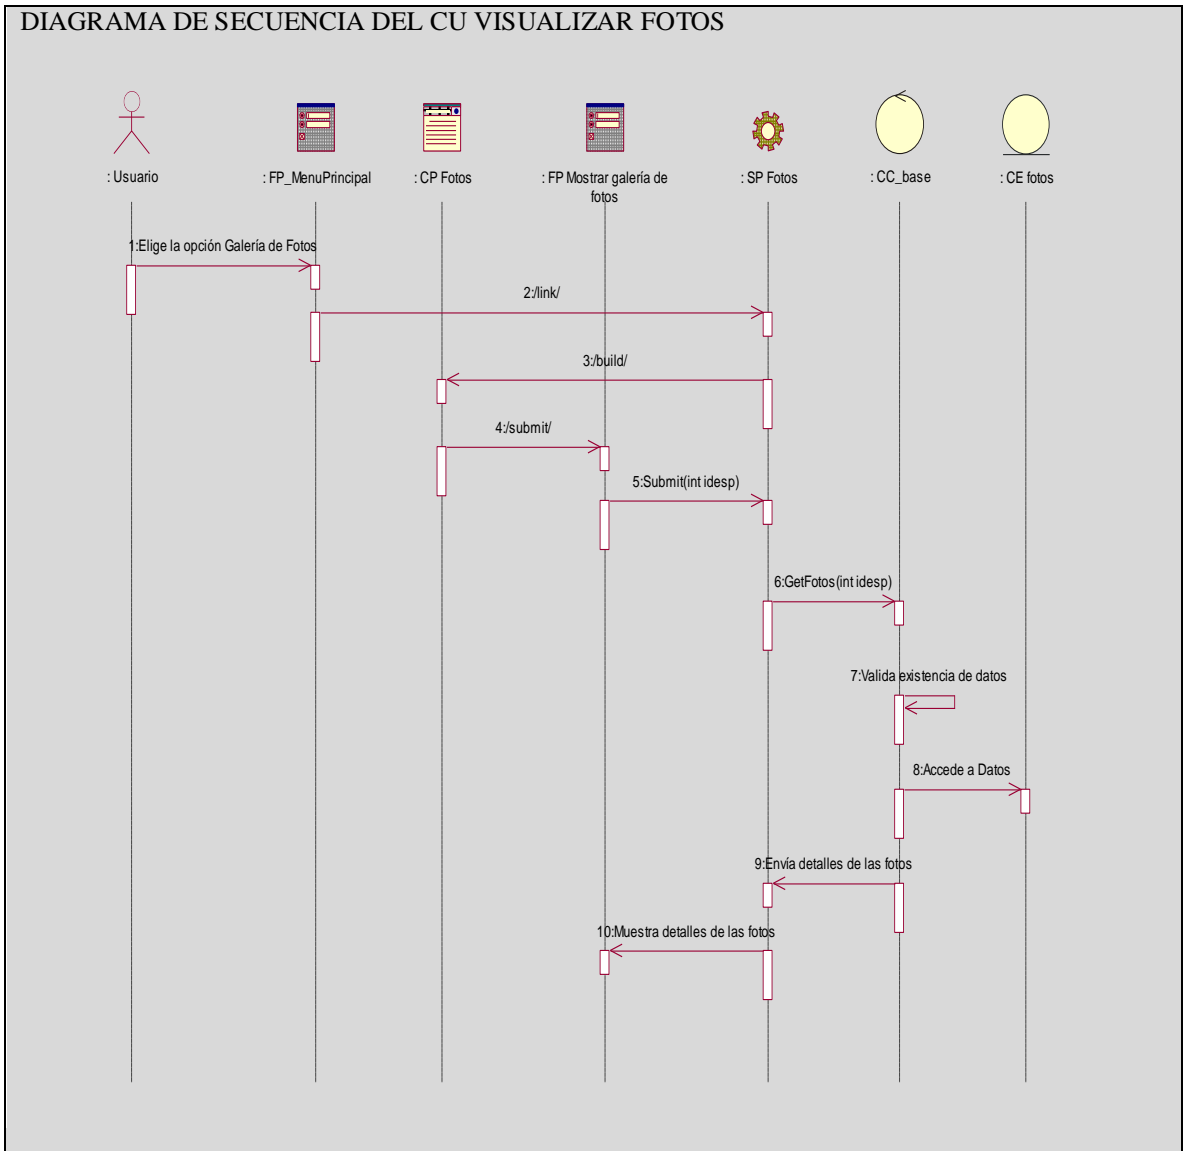 DIAGRAMA DE SECUENCIA DEL CU VISUALIZAR FOTOS
: Usuario
: FP_MenuPrincipal
: CP Fotos
: FP Mostrar galería de
fotos
: SP Fotos
: CC_base
: CE fotos
1:Elige la opción Galería de Fotos
2:/link/
3:/build/
4:/submit/
5:Submit(int idesp)
6:GetFotos(int idesp)
7:Valida existencia de datos
8:Accede a Datos
9:Envía detalles de las fotos
10:Muestra detalles de las fotos